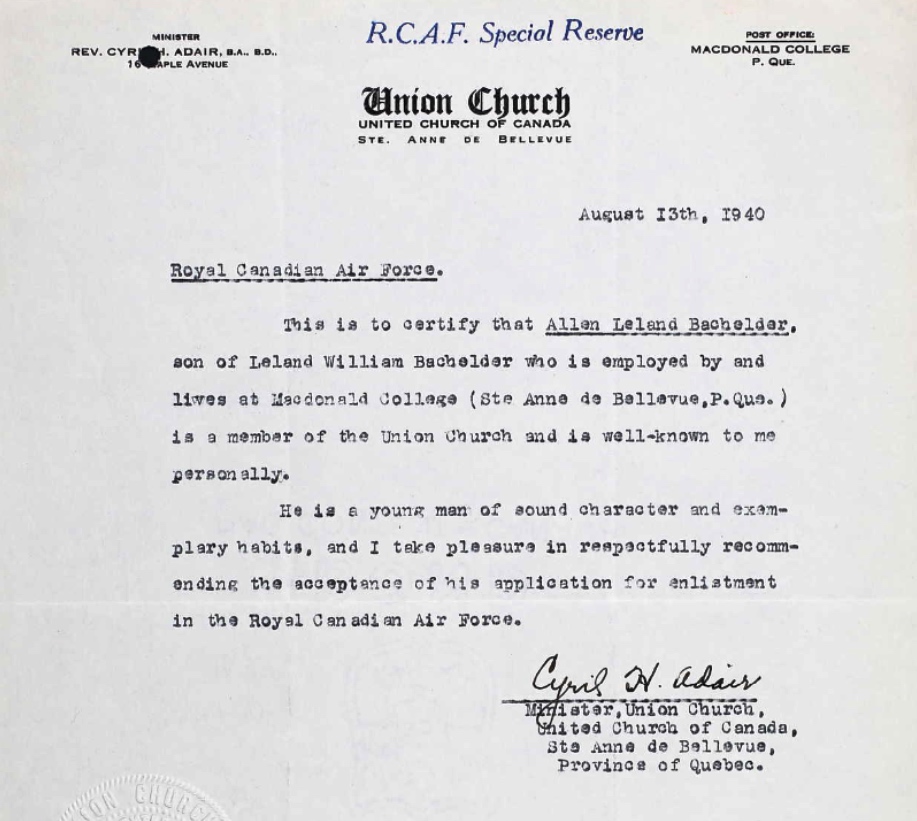 R.C.A.F. Special Reserve
MINISTER
REV. CYRIL H. ADAIR, B.A., B.D.,
16 MAPLE AVENUE
POST OFFICE:
MACDONALD COLLEGE
P. QUE.
Union Church
UNITED CHURCH OF CANADA
STE. ANNE DE BELLEVUE
August I3th, I940
Royal Canadian Air Force.
This is to certify that Allen Leland Bachelder,
son of Leland William Bachelder who is employed by and
lives at Macdonald College (Ste Anne de Bellevue,P.Que.)
is a member of the Union Church and is well-known to me
personally.
He is a young man of sound character and exem-
plary habits, and I take pleasure in respectfully recomm-
ending the acceptance of his application for enlistment
in the Royal Canadian Air Force.
Cyril H. Adair
Minister,Union Church,
United Church of Canada,
Ste Anne de Bellevue,
Province of Quebec.
UNION CHURCH